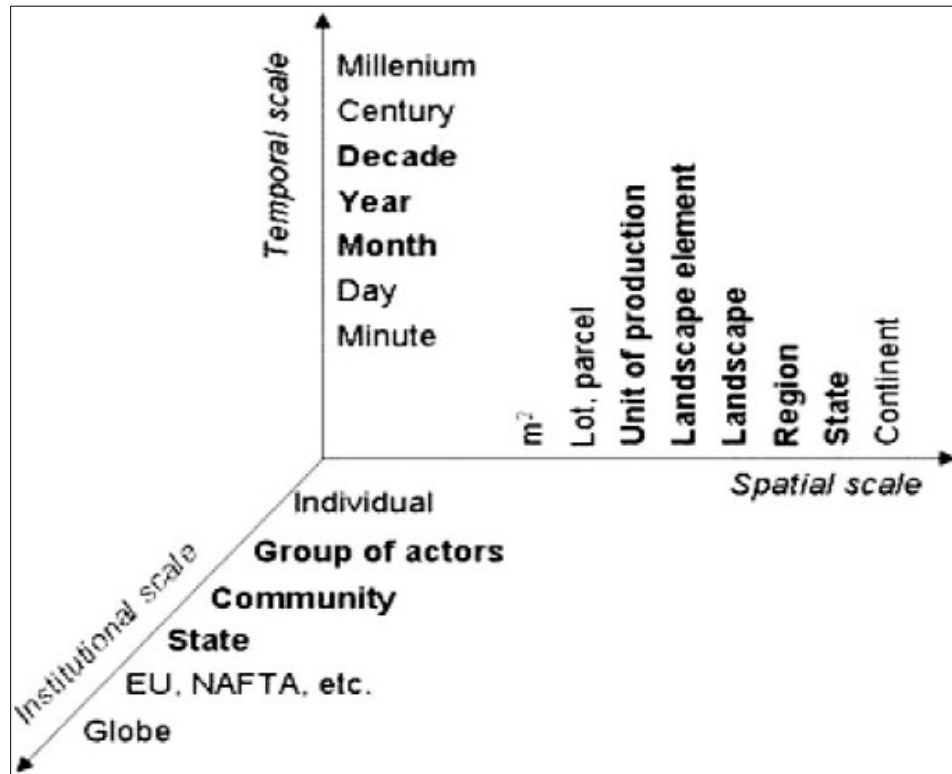 Temporal scale
Millenium
Century
Decade
Year
Month
Day
Minute
m²
Lot, parcel
Unit of production
Landscape element
Landscape
Region
State
Continent
Spatial scale
Institutional scale
Individual
Group of actors
Community
State
EU, NAFTA, etc.
Globe